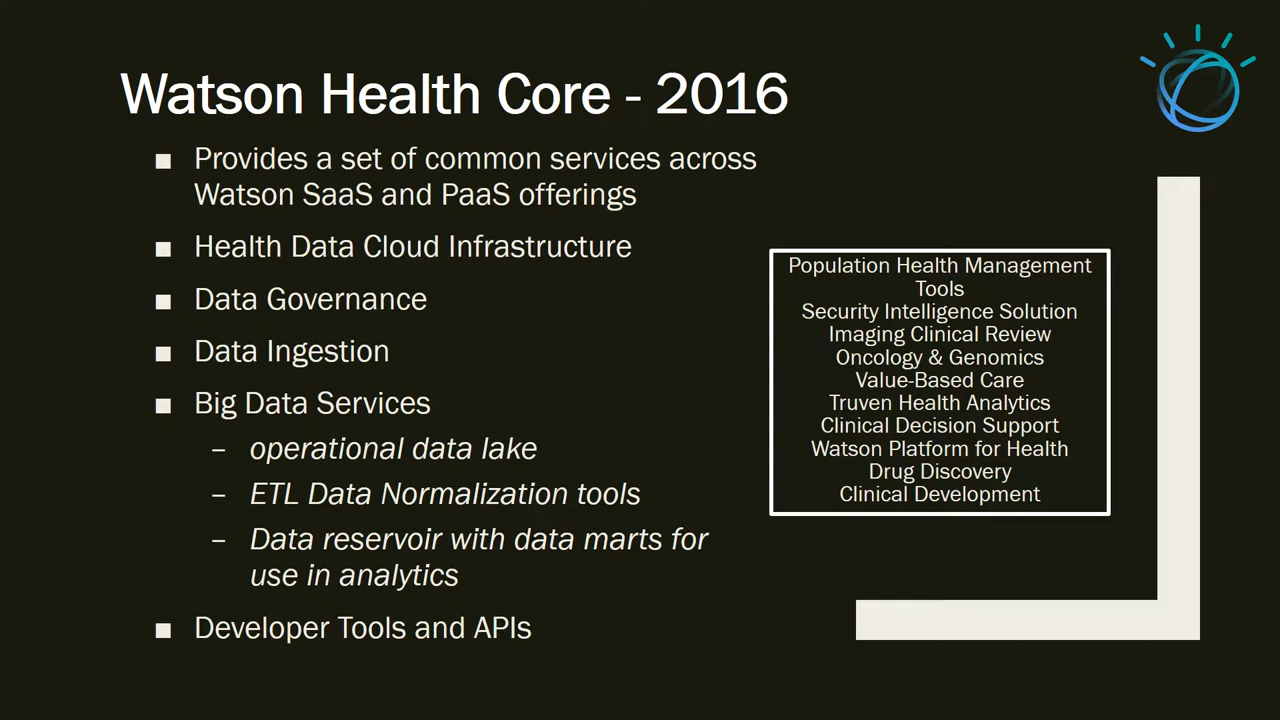 Watson Health Core - 2016
■ Provides a set of common services across
Watson SaaS and PaaS offerings
■ Health Data Cloud Infrastructure
■ Data Governance
■ Data Ingestion
■ Big Data Services
– operational data lake
– ETL Data Normalization tools
– Data reservoir with data marts for
use in analytics
■ Developer Tools and APIs
Population Health Management
Tools
Security Intelligence Solution
Imaging Clinical Review
Oncology & Genomics
Value-Based Care
Truven Health Analytics
Clinical Decision Support
Watson Platform for Health
Drug Discovery
Clinical Development